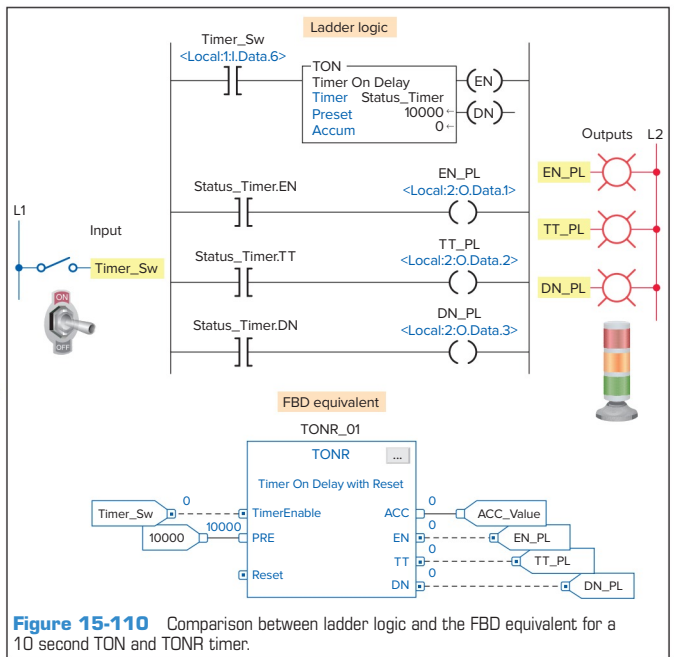 Ladder logic
Timer_Sw
<Local:1:I.Data.6>
TON
Timer On Delay
Timer Status_Timer
Preset 10000←
Accum 0←
EN
DN
Outputs L2
Status_Timer.EN
EN_PL
<Local:2:O.Data.1>
EN_PL
L1
Input
Timer_Sw
ON
OFF
Status_Timer.TT
TT_PL
<Local:2:O.Data.2>
TT_PL
Status_Timer.DN
DN_PL
<Local:2:O.Data.3>
DN_PL
FBD equivalent
TONR_01
TONR ...
Timer On Delay with Reset
Timer_Sw 0 TimerEnable ACC 0 ACC_Value
10000 10000 PRE EN 0 EN_PL
TT 0 TT_PL
Reset
DN 0 DN_PL
Figure 15-110 Comparison between ladder logic and the FBD equivalent for a
10 second TON and TONR timer.